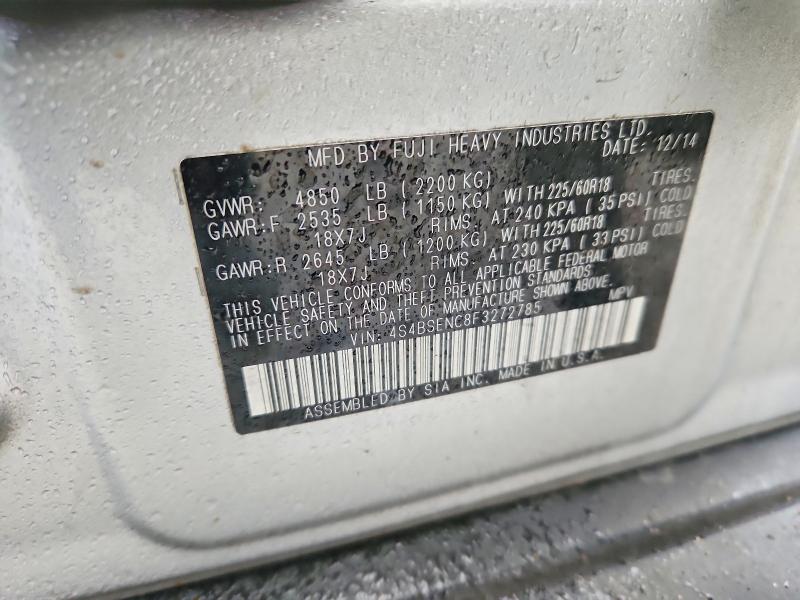 MFD BY FUJI HEAVY INDUSTRIES LTD.
DATE: 12/14
GVWR: 4850 LB (2200 KG)
GAWR:F 2535 LB (1150 KG) WITH 225/60R18 TIRES.
18X7J RIMS. AT 240 KPA (35 PSI) COLD
GAWR:R 2645 LB (1200 KG) WITH 225/60R18 TIRES.
18X7J RIMS. AT 230 KPA (33 PSI) COLD
THIS VEHICLE CONFORMS TO ALL APPLICABLE FEDERAL MOTOR
VEHICLE SAFETY AND THEFT PREVENTION STANDARDS
IN EFFECT ON THE DATE OF MANUFACTURE SHOWN ABOVE.
VIN: 4S4BSENC8F3272785 MPV
ASSEMBLED BY SIA INC. MADE IN U.S.A.